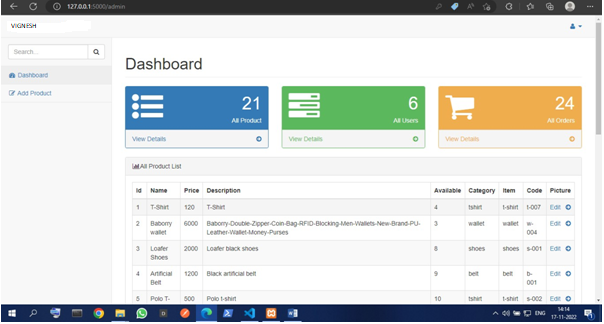 127.0.0.1:5000/admin
VIGNESH
Search...
Dashboard
Add Product
Dashboard
21
All Product
View Details
6
All Users
View Details
24
All Orders
View Details
All Product List
Id Name Price Description Available Category Item Code Picture
1 T-Shirt 120 T-Shirt 4 tshirt t-shirt t-007 Edit
2 Baborry wallet 6000 Baborry-Double-Zipper-Coin-Bag-RFID-Blocking-Men-Wallets-New-Brand-PU-Leather-Wallet-Money-Purses 3 wallet wallet w-004 Edit
3 Loafer Shoes 2000 Loafer black shoes 8 shoes shoes s-001 Edit
4 Artificial Belt 1200 Black artificial belt 9 belt belt b-001 Edit
5 Polo T- 500 Polo t-shirt 10 tshirt t-shirt s-002 Edit
ENG
14:14
17-11-2022